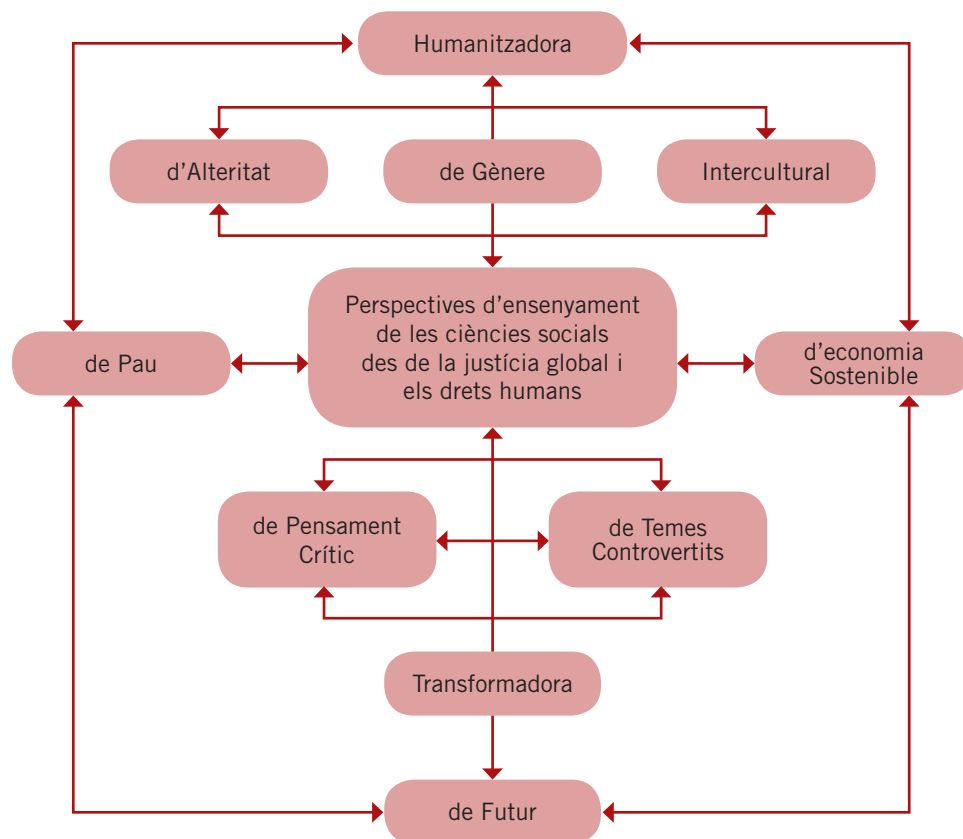 Humanitzadora
d'Alteritat
de Gènere
Intercultural
Perspectives d'ensenyament
de les ciències socials
des de la justícia global i
els drets humans
de Pau
d'economia
Sostenible
de Pensament
Crític
de Temes
Controvertits
Transformadora
de Futur